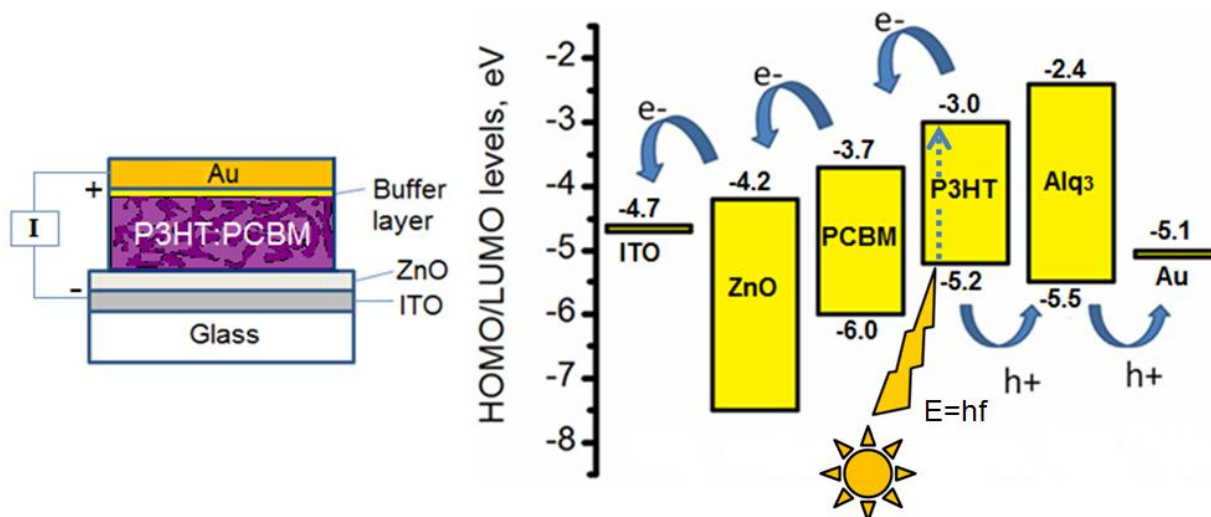 Au
+
Buffer
layer
I
P3HT:PCBM
ZnO
-
ITO
Glass
HOMO/LUMO levels, eV
-2
-3
-4
-5
-6
-7
-8
e-
e-
e-
-4.7
ITO
-4.2
ZnO
-3.7
PCBM
-6.0
-3.0
P3HT
-5.2
-2.4
Alq3
-5.5
-5.1
Au
h+
h+
E=hf